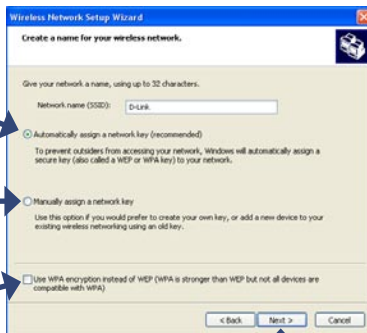 Wireless Network Setup Wizard
Create a name for your wireless network.
Give your network a name, using up to 32 characters.
Network name (SSID):
D-Link
Automatically assign a network key (recommended)
To prevent outsiders from accessing your network, Windows will automatically assign a
secure key (also called a WEP or WPA key) to your network.
Manually assign a network key
Use this option if you would prefer to create your own key, or add a new device to your
existing wireless networking using an old key.
Use WPA encryption instead of WEP (WPA is stronger than WEP but not all devices are
compatible with WPA)
< Back
Next >
Cancel